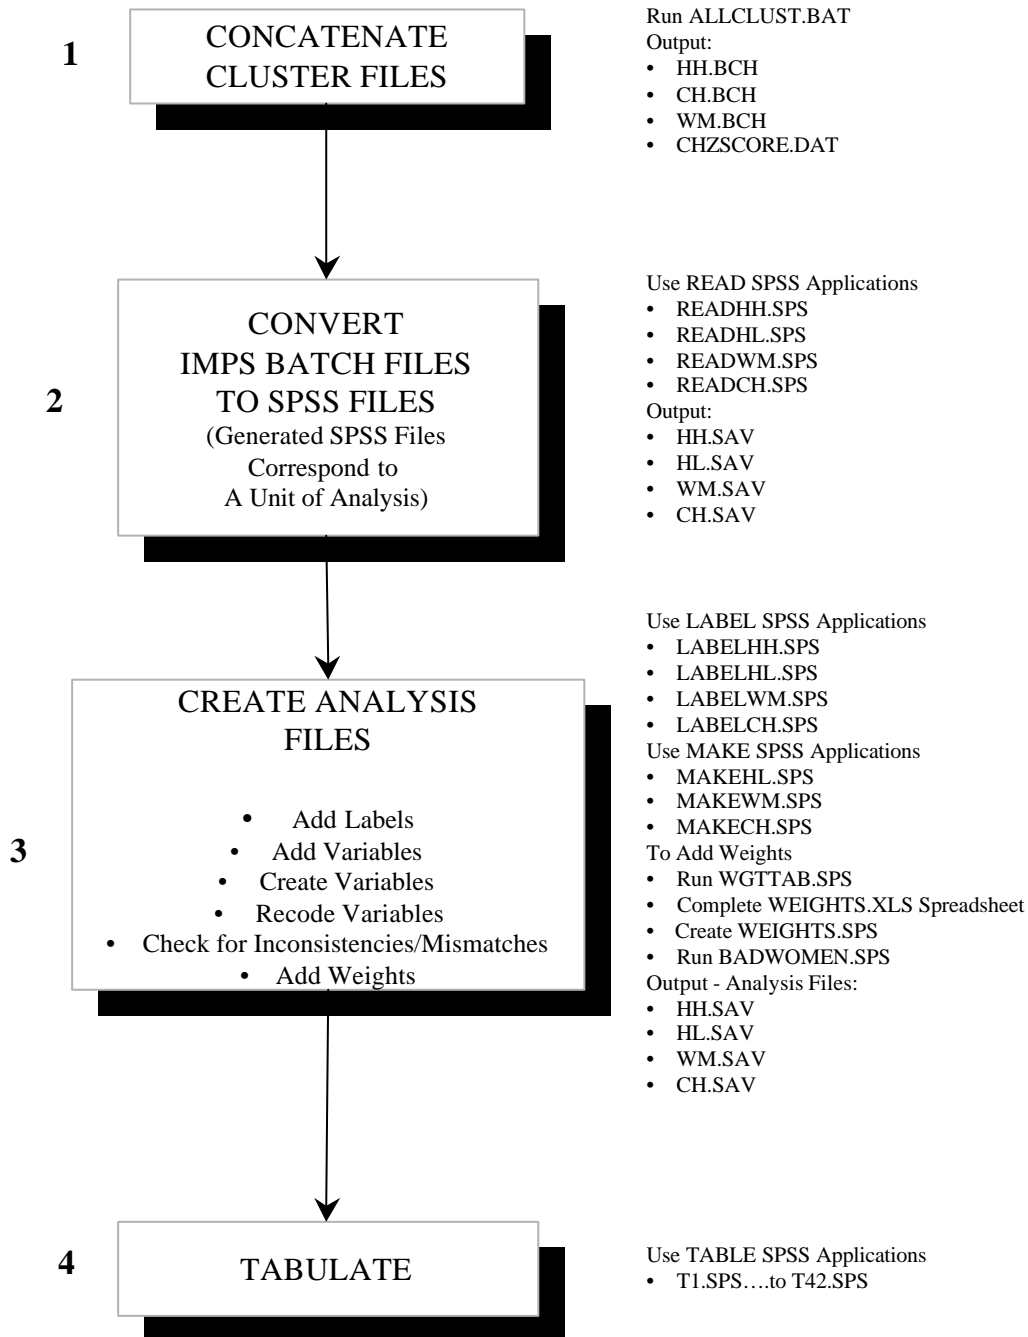 1
CONCATENATE
CLUSTER FILES
Run ALLCLUST.BAT
Output:
• HH.BCH
• CH.BCH
• WM.BCH
• CHZSCORE.DAT
2
CONVERT
IMPS BATCH FILES
TO SPSS FILES
(Generated SPSS Files
Correspond to
A Unit of Analysis)
Use READ SPSS Applications
• READHH.SPS
• READHL.SPS
• READWM.SPS
• READCH.SPS
Output:
• HH.SAV
• HL.SAV
• WM.SAV
• CH.SAV
3
CREATE ANALYSIS
FILES
• Add Labels
• Add Variables
• Create Variables
• Recode Variables
• Check for Inconsistencies/Mismatches
• Add Weights
Use LABEL SPSS Applications
• LABELHH.SPS
• LABELHL.SPS
• LABELWM.SPS
• LABELCH.SPS
Use MAKE SPSS Applications
• MAKEHL.SPS
• MAKEWM.SPS
• MAKECH.SPS
To Add Weights
• Run WGTTAB.SPS
• Complete WEIGHTS.XLS Spreadsheet
• Create WEIGHTS.SPS
• Run BADWOMEN.SPS
Output - Analysis Files:
• HH.SAV
• HL.SAV
• WM.SAV
• CH.SAV
4
TABULATE
Use TABLE SPSS Applications
• T1.SPS….to T42.SPS